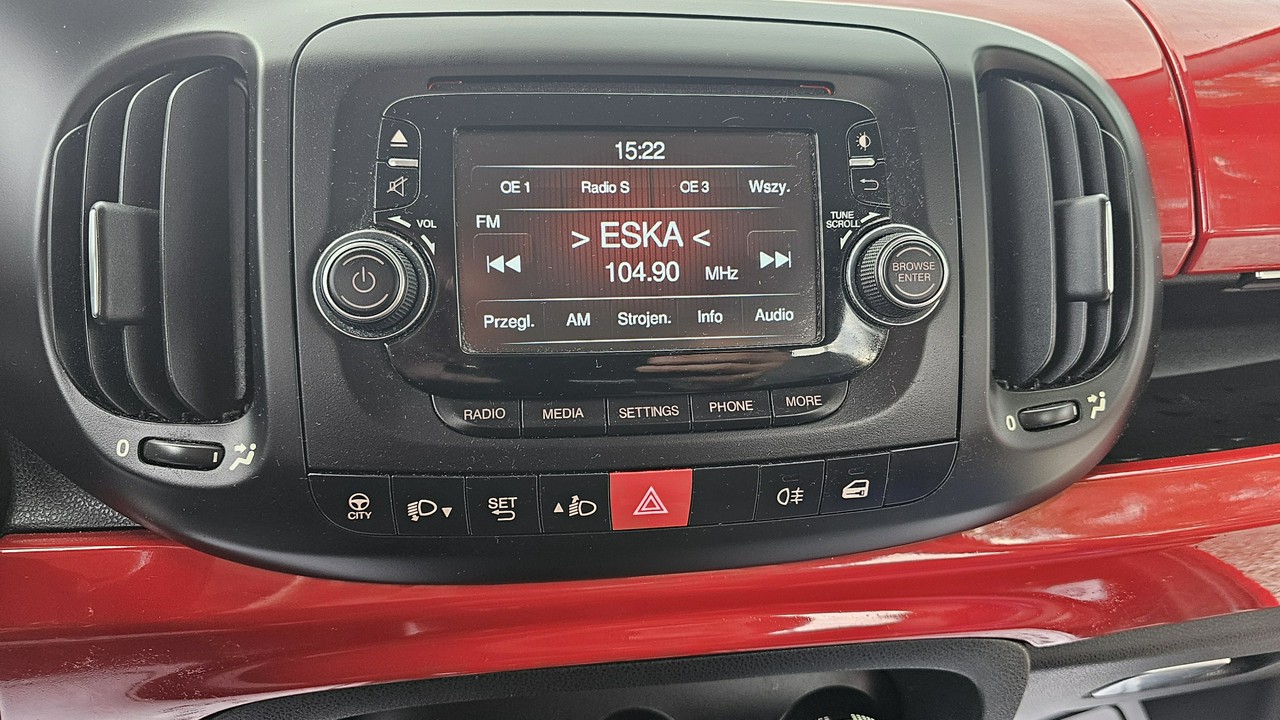 15:22
OE 1 Radio S OE 3 Wszy.
FM
> ESKA <
104.90 MHz
Przegl. AM Strojen. Info Audio
VOL
TUNE
SCROLL
BROWSE
ENTER
RADIO MEDIA SETTINGS PHONE MORE
0
0
CITY
SET